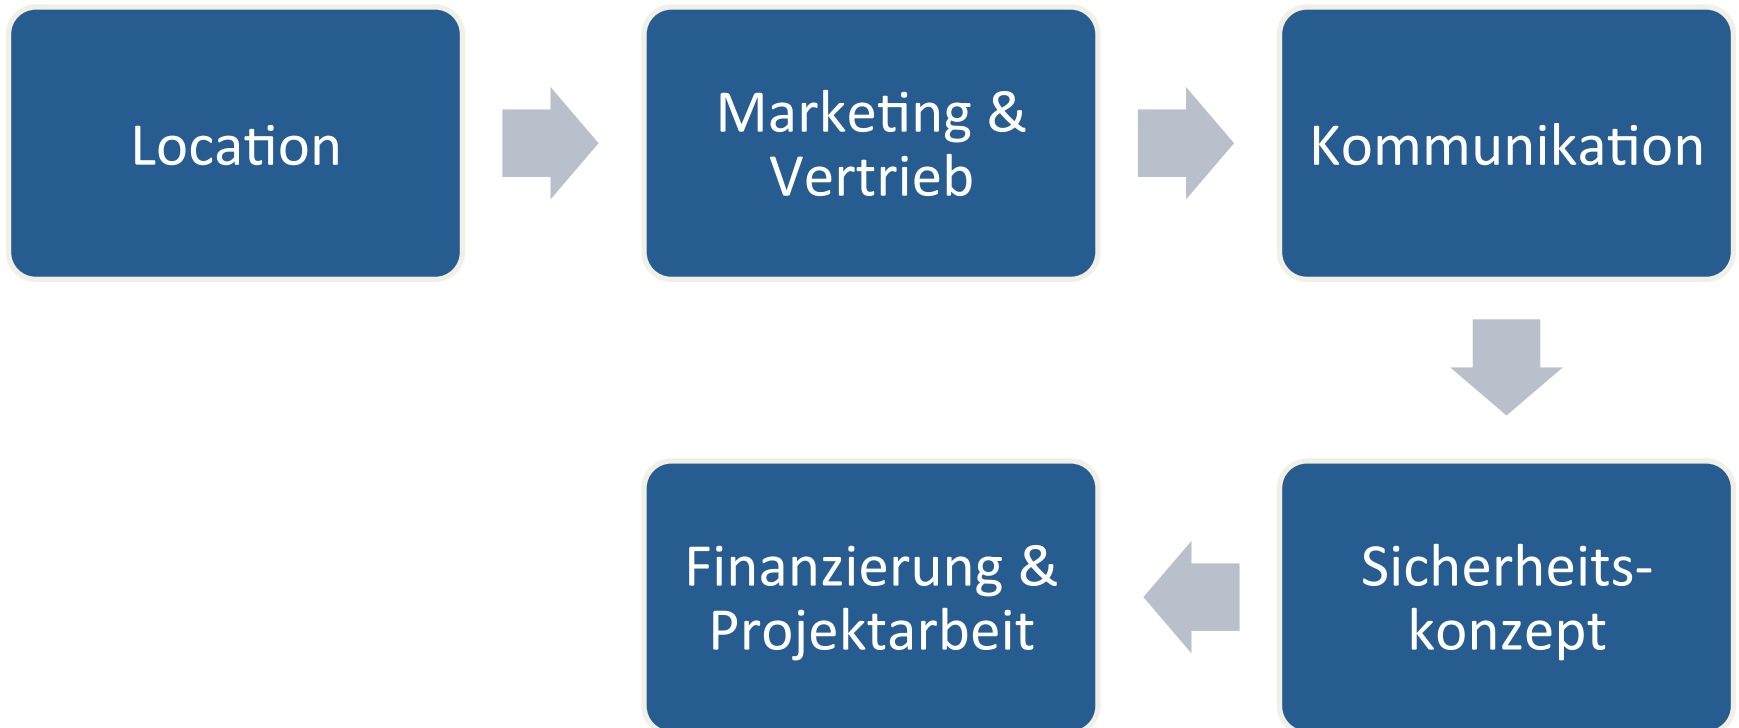 Location
Marketing &
Vertrieb
Kommunikation
Sicherheits-
konzept
Finanzierung &
Projektarbeit